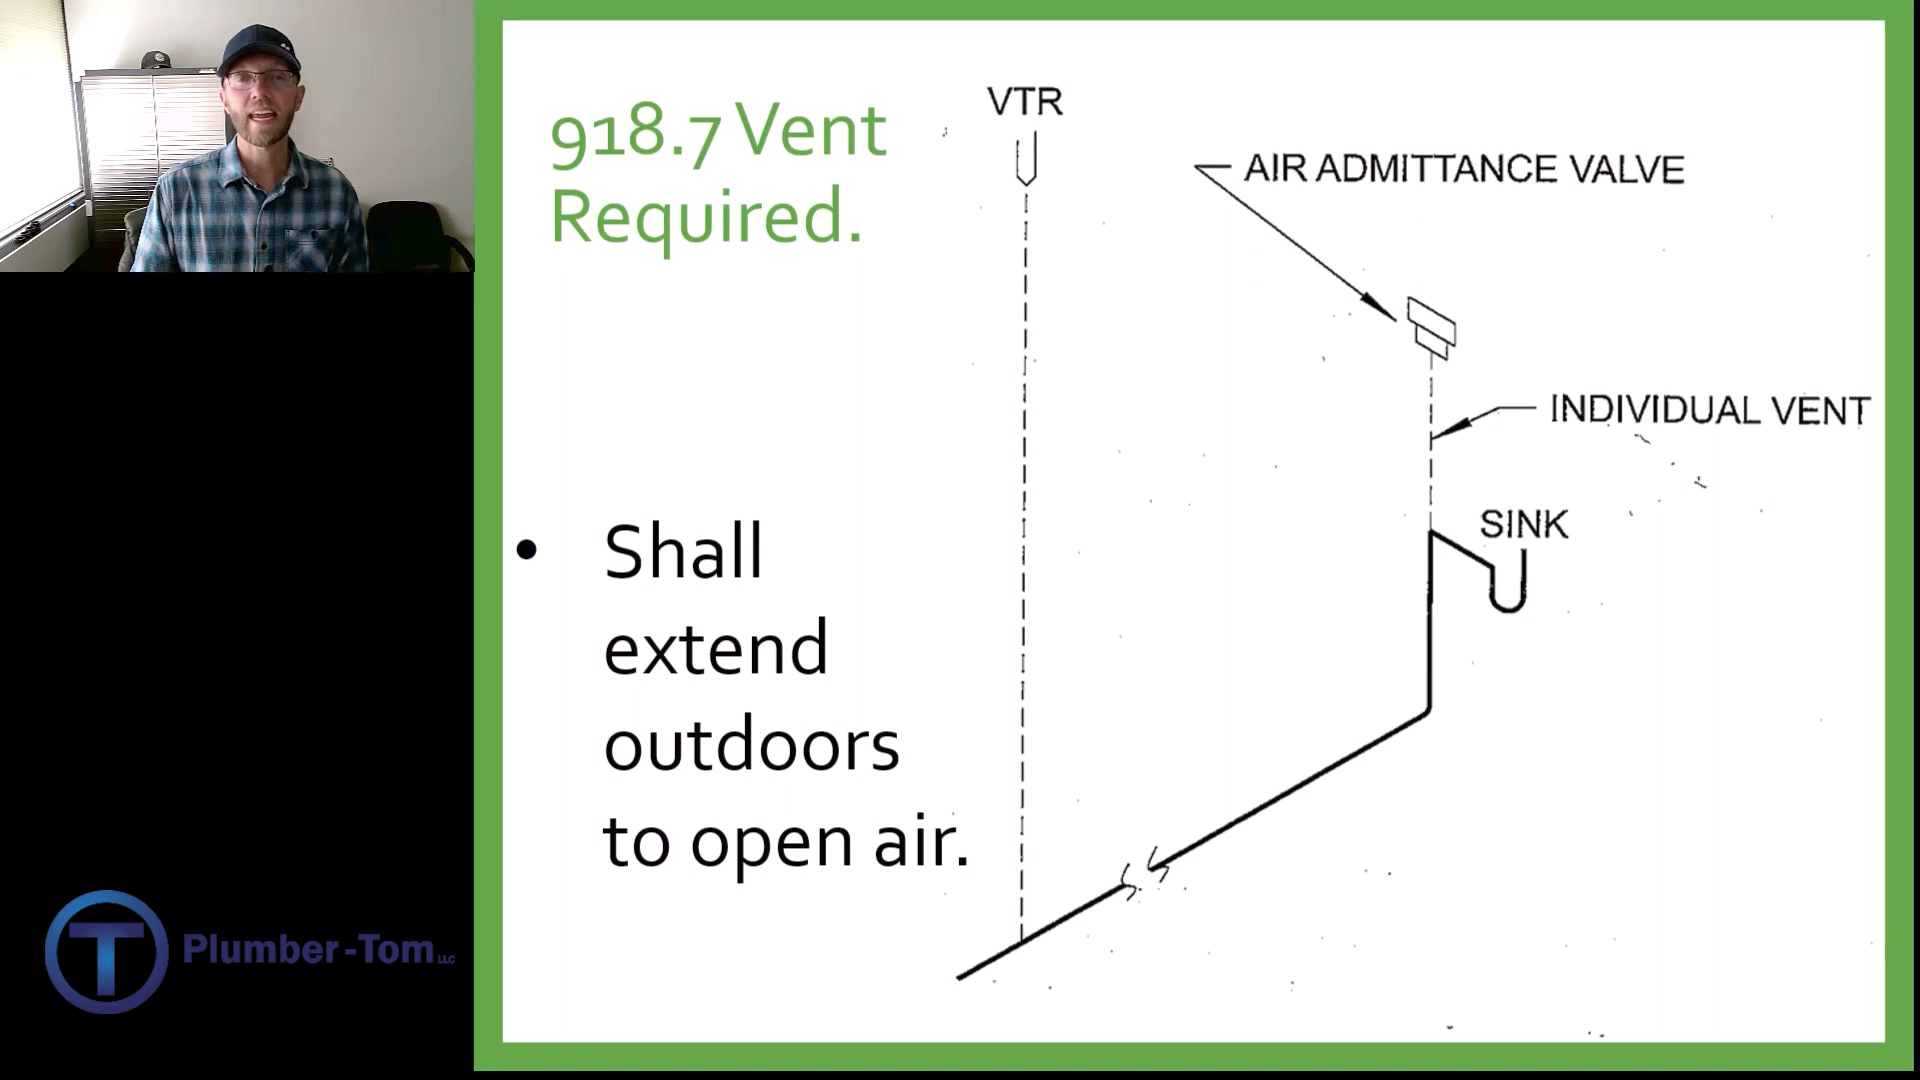 918.7 Vent
Required.
• Shall
extend
outdoors
to open air.
VTR
AIR ADMITTANCE VALVE
INDIVIDUAL VENT
SINK
T
Plumber-Tom LLC